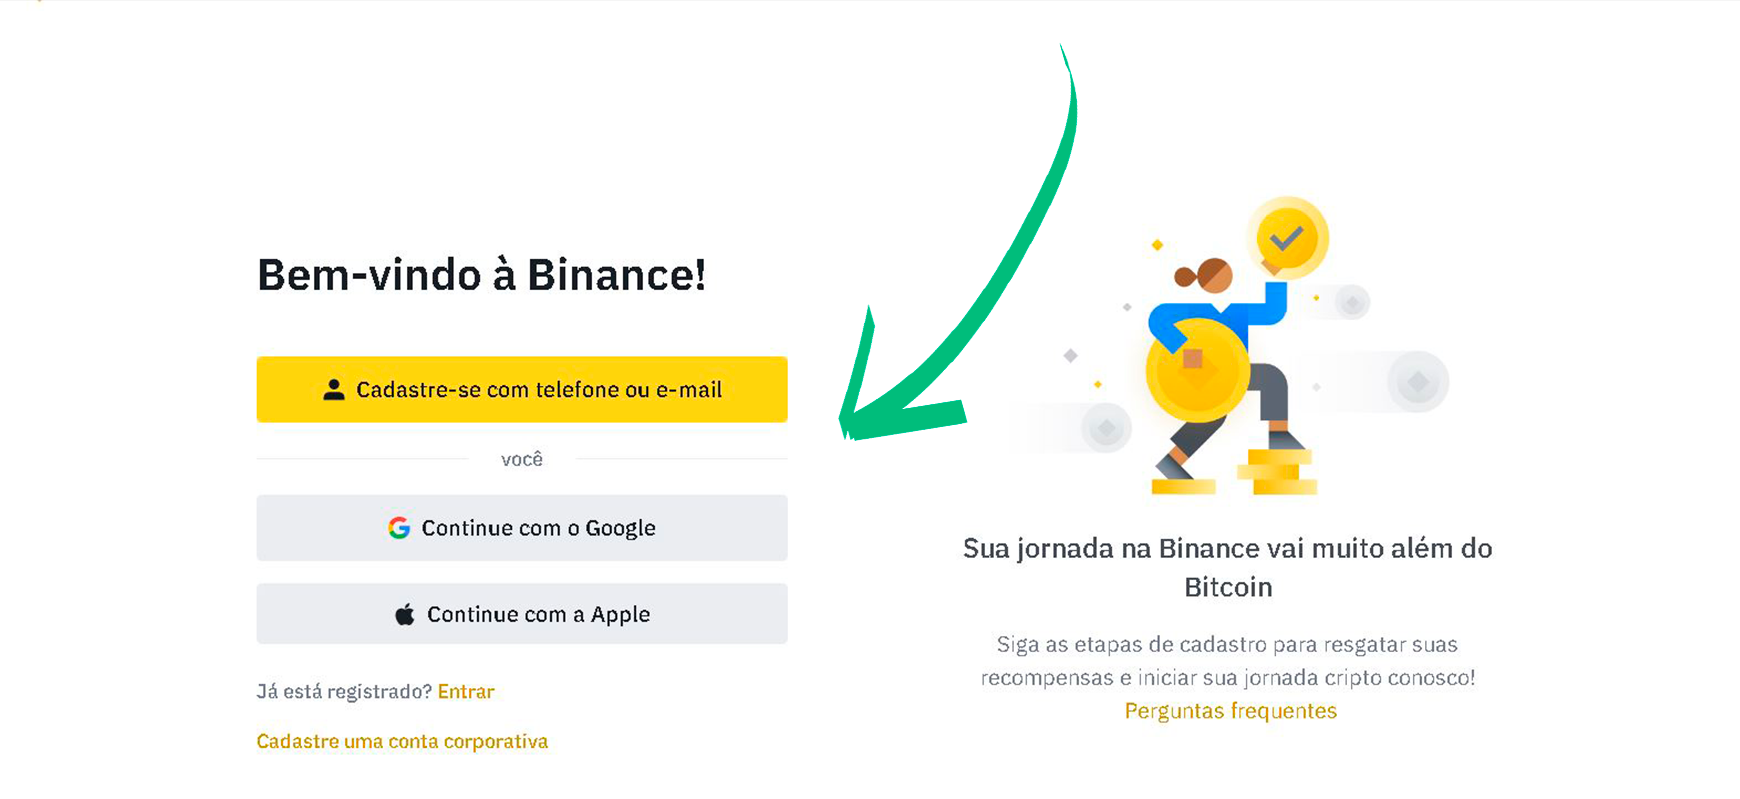 Bem-vindo à Binance!
Cadastre-se com telefone ou e-mail
você
Continue com o Google
Continue com a Apple
Já está registrado? Entrar
Cadastre uma conta corporativa
Sua jornada na Binance vai muito além do
Bitcoin
Siga as etapas de cadastro para resgatar suas
recompensas e iniciar sua jornada cripto conosco!
Perguntas frequentes